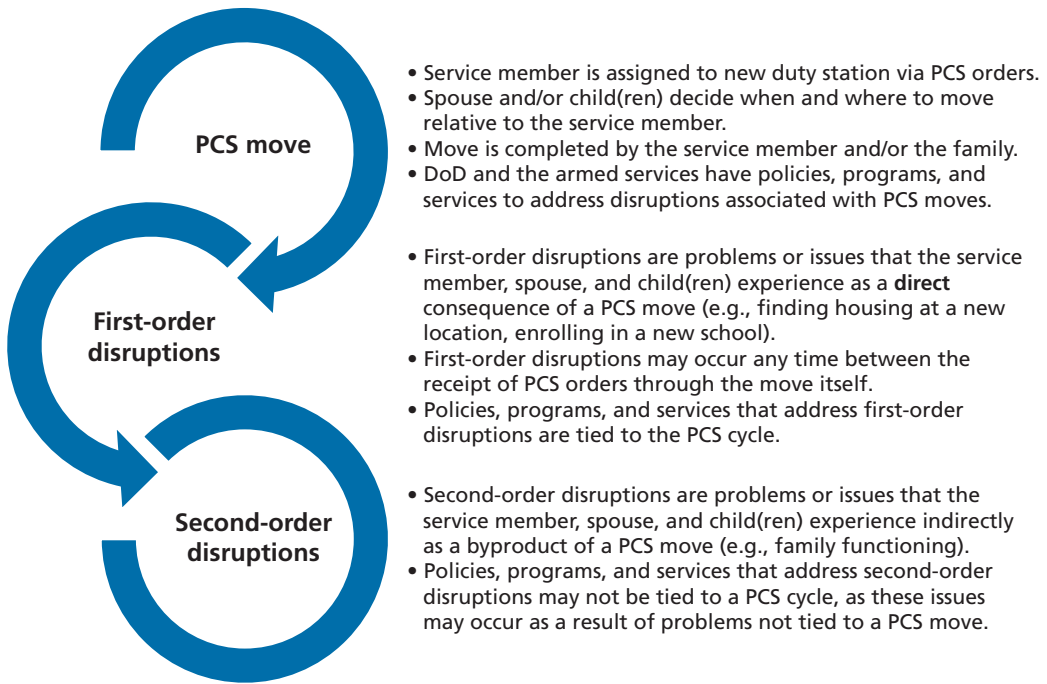 PCS move
• Service member is assigned to new duty station via PCS orders.
• Spouse and/or child(ren) decide when and where to move
relative to the service member.
• Move is completed by the service member and/or the family.
• DoD and the armed services have policies, programs, and
services to address disruptions associated with PCS moves.
First-order
disruptions
• First-order disruptions are problems or issues that the service
member, spouse, and child(ren) experience as a direct
consequence of a PCS move (e.g., finding housing at a new
location, enrolling in a new school).
• First-order disruptions may occur any time between the
receipt of PCS orders through the move itself.
• Policies, programs, and services that address first-order
disruptions are tied to the PCS cycle.
Second-order
disruptions
• Second-order disruptions are problems or issues that the
service member, spouse, and child(ren) experience indirectly
as a byproduct of a PCS move (e.g., family functioning).
• Policies, programs, and services that address second-order
disruptions may not be tied to a PCS cycle, as these issues
may occur as a result of problems not tied to a PCS move.